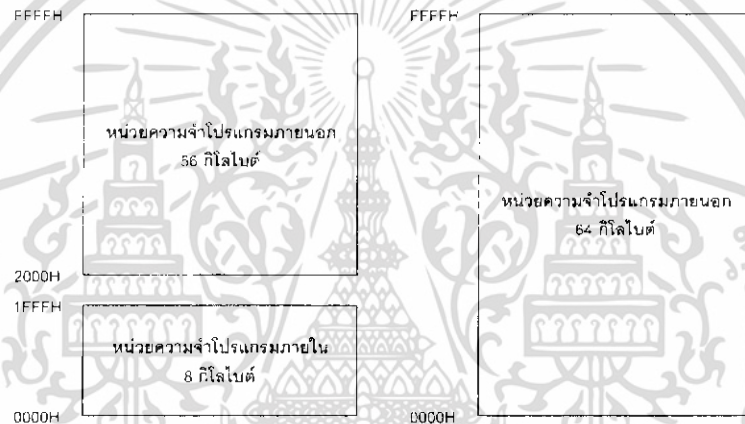 FFFFH
หน่วยความจำโปรแกรมภายนอก
56 กิโลไบต์
2000H
1FFFH
หน่วยความจำโปรแกรมภายใน
8 กิโลไบต์
0000H
FFFFH
หน่วยความจำโปรแกรมภายนอก
64 กิโลไบต์
0000H